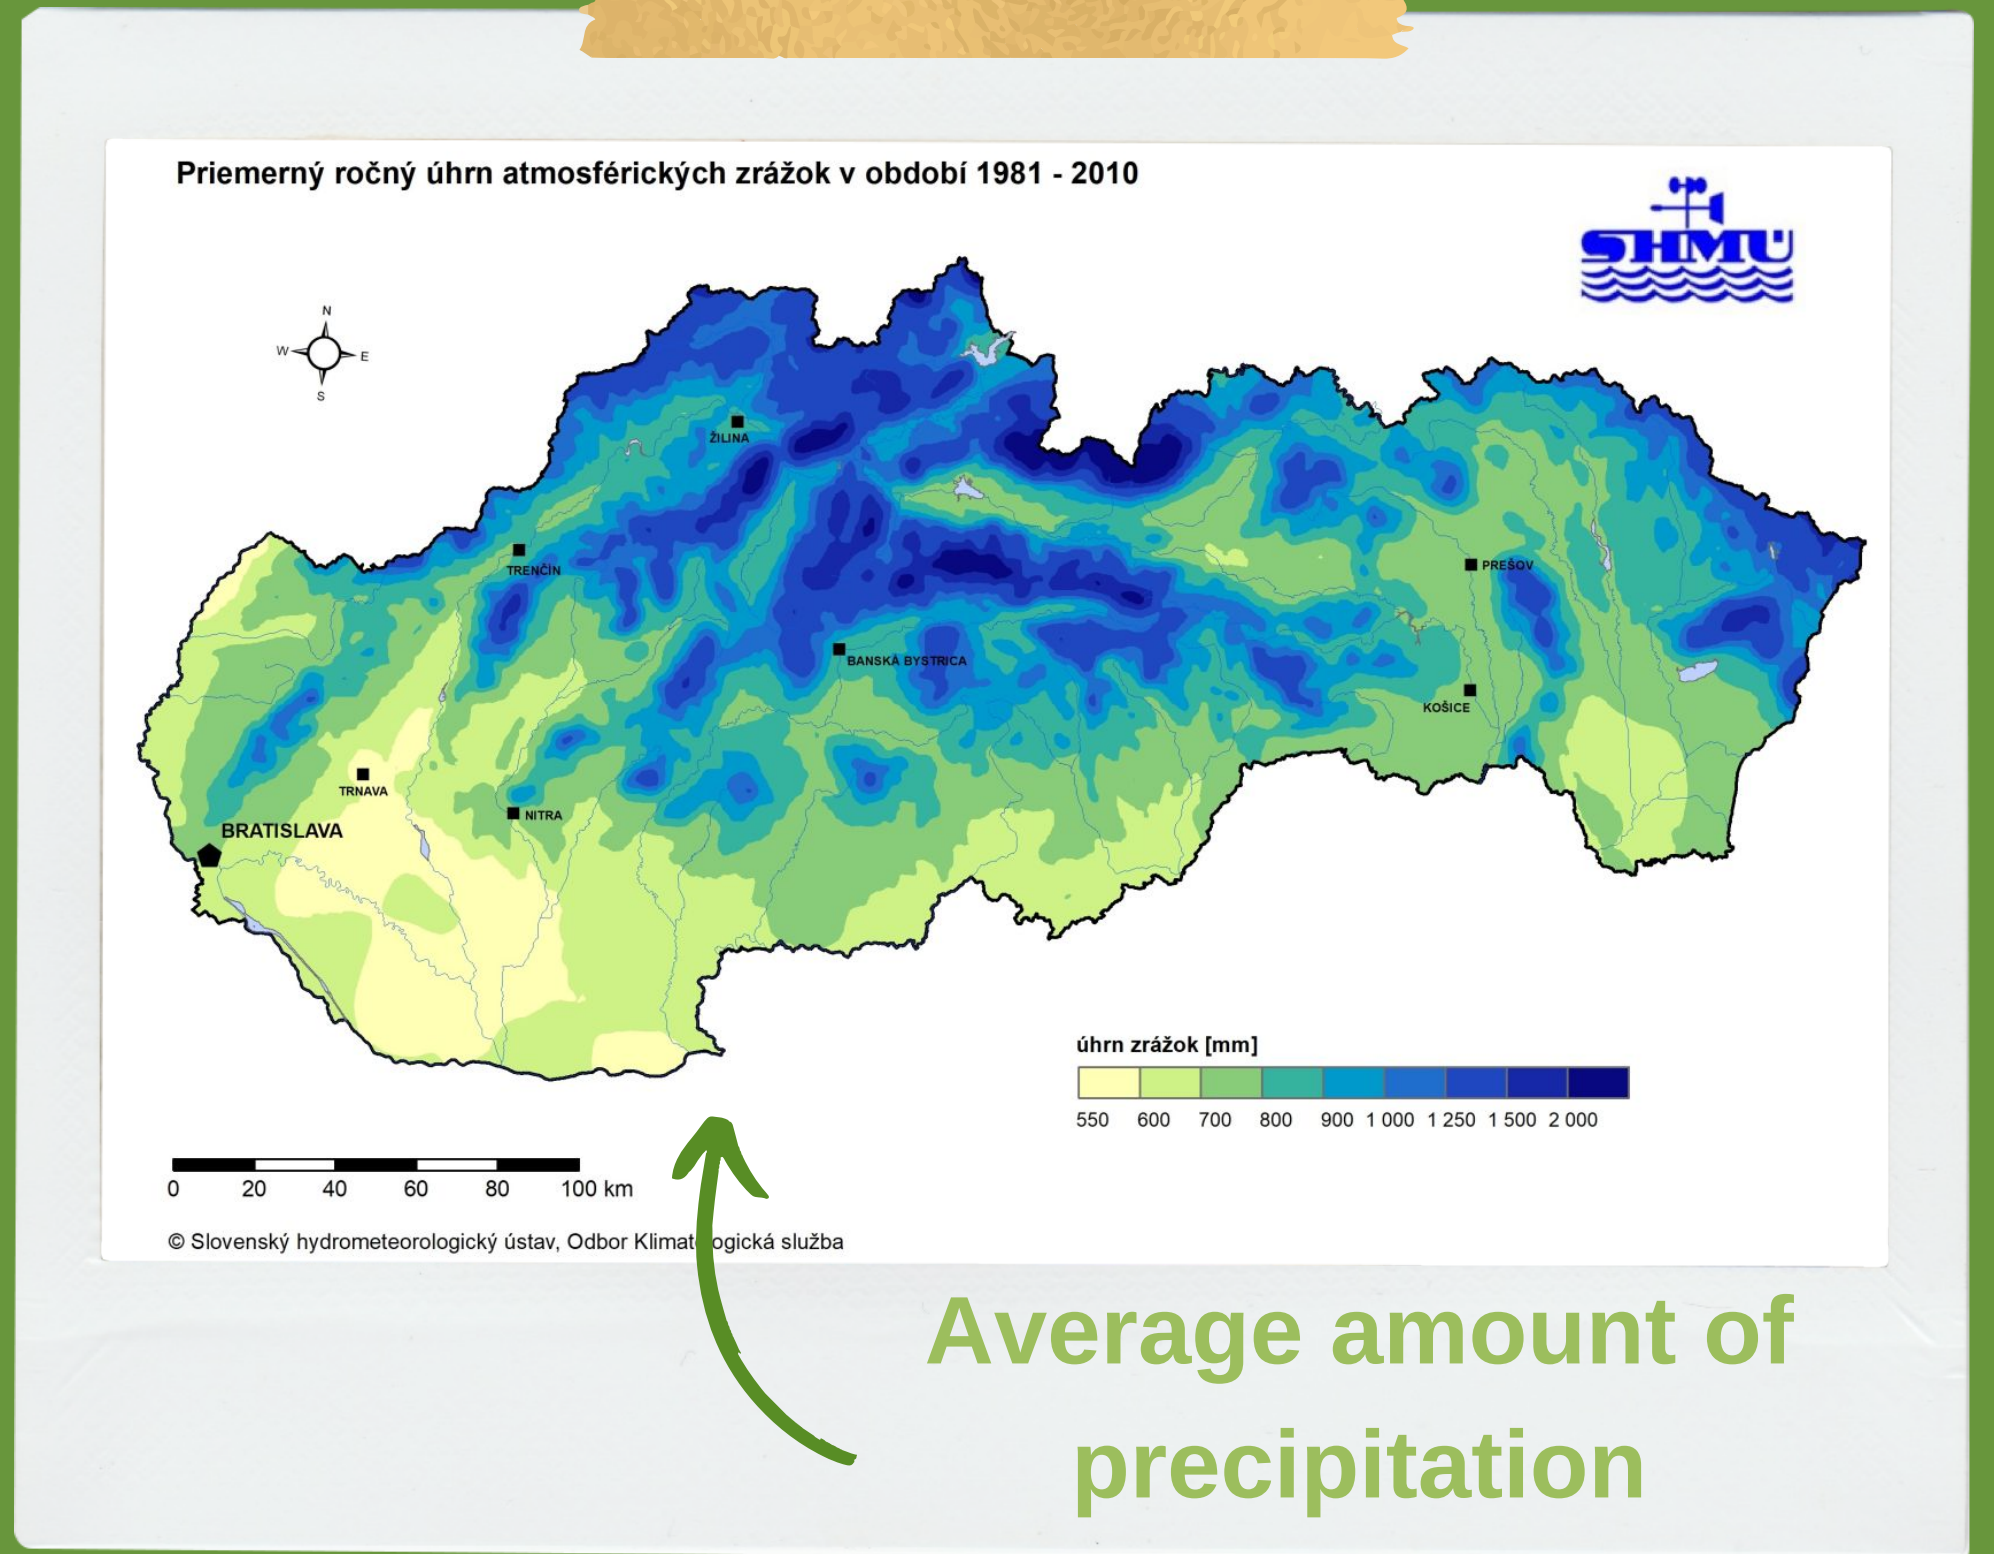 Priemerný ročný úhrn atmosférických zrážok v období 1981 - 2010
SHMÚ
N
W E
S
ŽILINA
TRENČÍN
PREŠOV
BANSKÁ BYSTRICA
KOŠICE
TRNAVA
NITRA
BRATISLAVA
úhrn zrážok [mm]
550 600 700 800 900 1 000 1 250 1 500 2 000
0 20 40 60 80 100 km
© Slovenský hydrometeorologický ústav, Odbor Klimatologická služba
Average amount of
precipitation